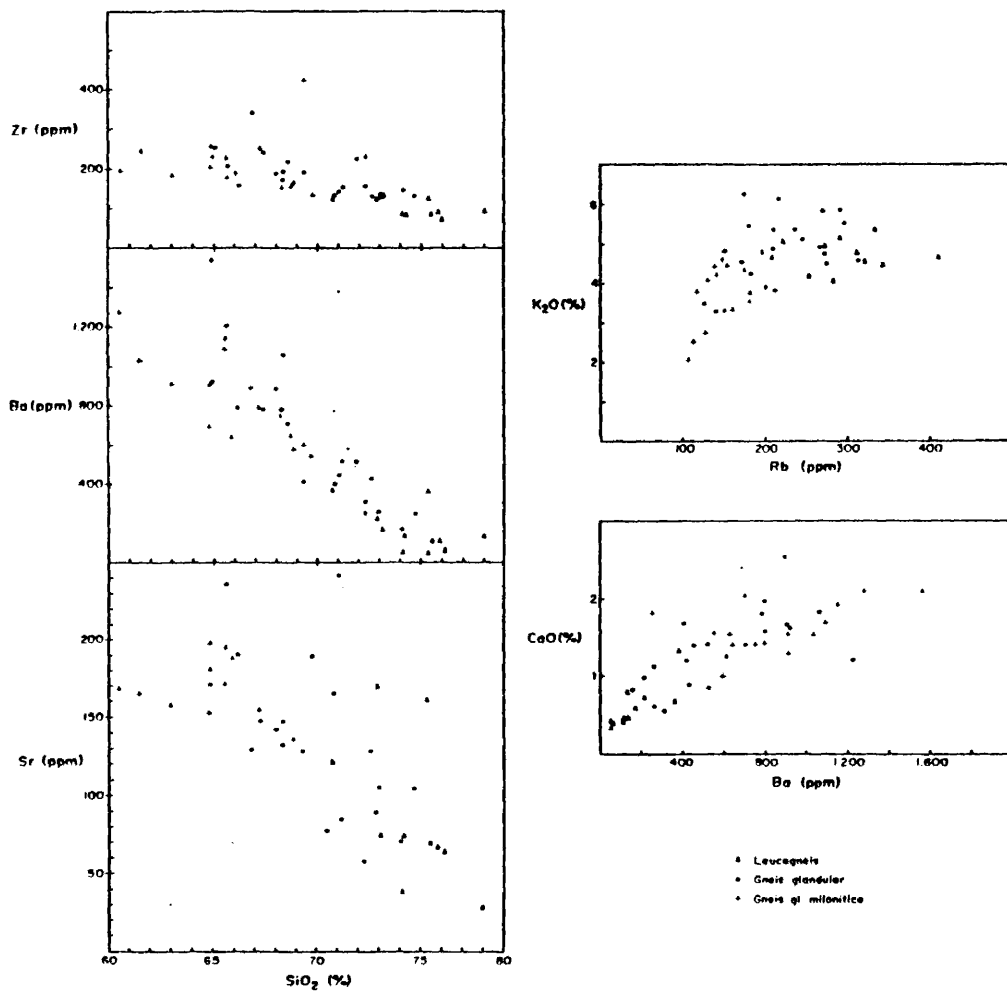 400
Zr (ppm)
200
1.200
Ba (ppm)
800
400
200
150
Sr (ppm)
100
50
60 65 70 75 80
SiO2 (%)
6
4
K2O (%)
2
100 200 300 400
Rb (ppm)
2
CaO (%)
1
400 800 1.200 1.600
Ba (ppm)
Leucogneis
Gneis glandular
Gneis gl milonitico